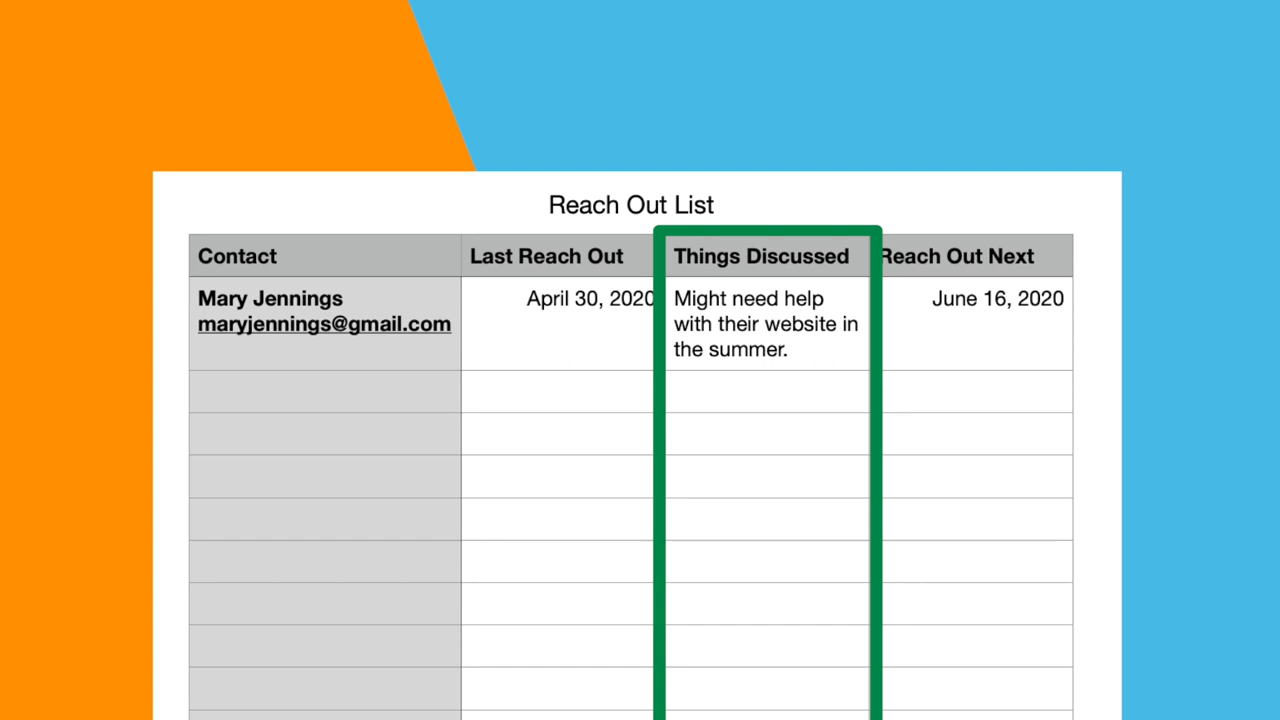 Reach Out List
Contact Last Reach Out Things Discussed Reach Out Next
Mary Jennings April 30, 2020 Might need help June 16, 2020
maryjennings@gmail.com with their website in
the summer.